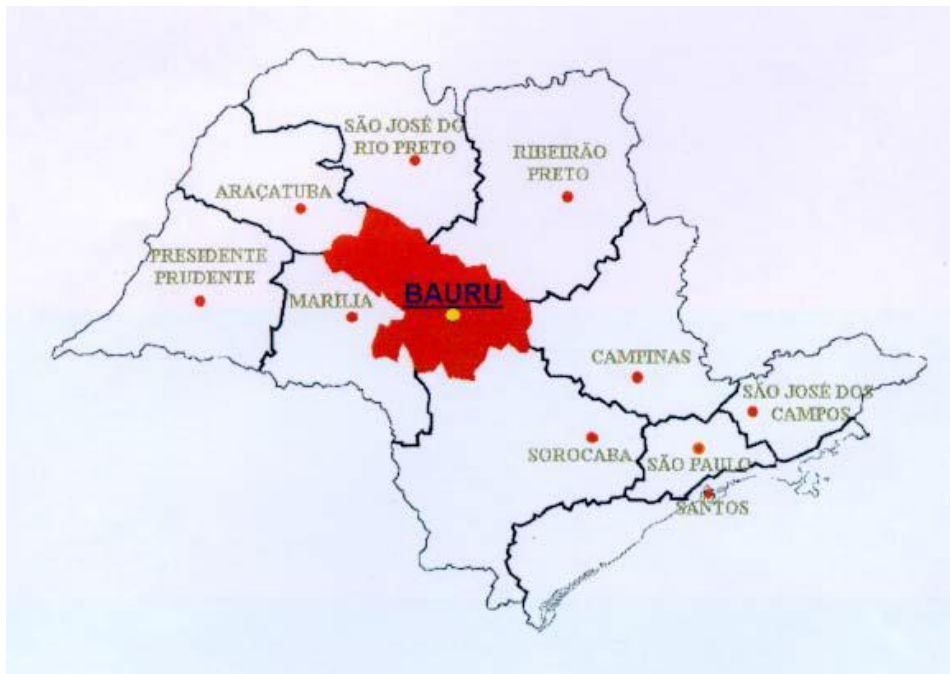 SÃO JOSÉ DO
RIO PRETO
RIBEIRÃO
PRETO
ARAÇATUBA
PRESIDENTE
PRUDENTE
MARÍLIA
BAURU
CAMPINAS
SÃO JOSÉ DOS
CAMPOS
SOROCABA
SÃO PAULO
SANTOS